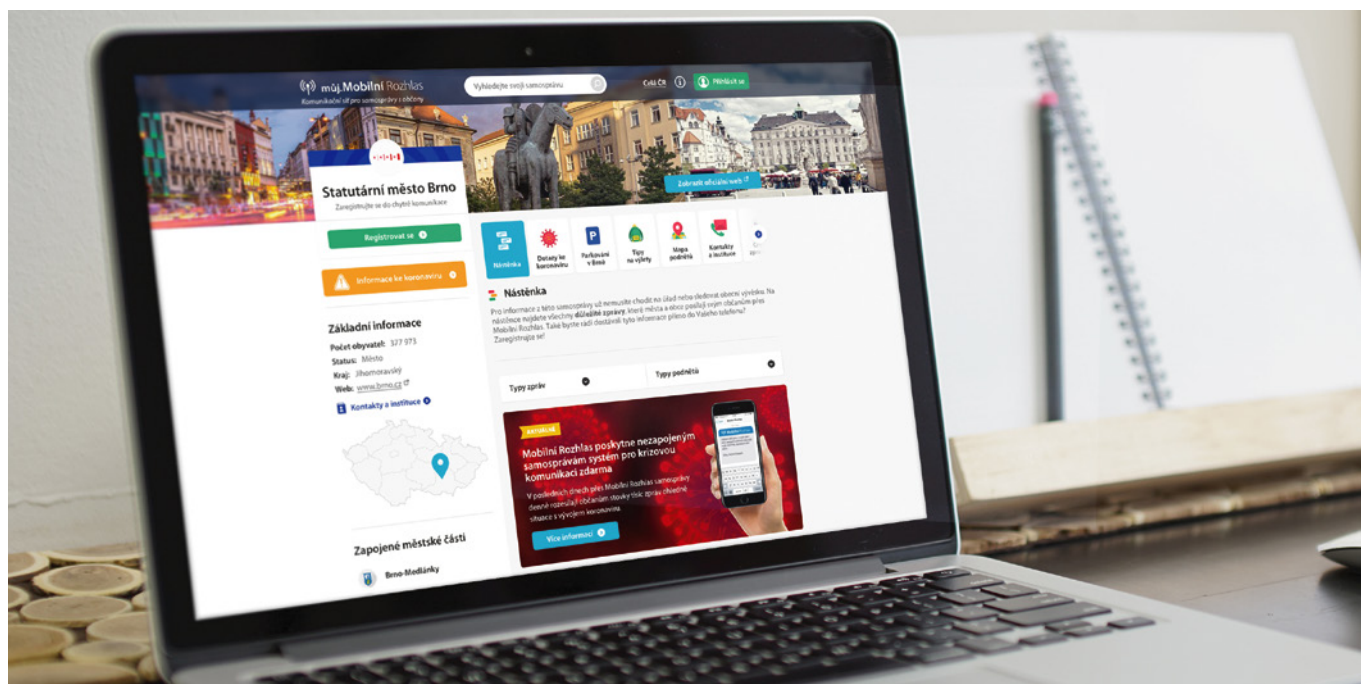 můj.Mobilní Rozhlas
Komunikační síť pro samosprávy s občany
Vyhledejte svoji samosprávu
Celá ČR
Přihlásit se
Zobrazit oficiální web
Statutární město Brno
Zaregistrujte se do chytré komunikace
Registrovat se
Informace ke koronaviru
Základní informace
Počet obyvatel: 377 973
Status: Město
Kraj: Jihomoravský
Web: www.brno.cz
Kontakty a instituce
Zapojené městské části
Brno-Medlánky
Nástěnka
Dotazy ke
koronaviru
P
Parkování
v Brně
Tipy
na výlety
Mapa
podnětů
Kontakty
a instituce
Nástěnka
Pro informace z této samosprávy už nemusíte chodit na úřad nebo sledovat obecní vývěsku. Na
nástěnce najdete všechny důležité zprávy, které města a obce posílají svým občanům přes
Mobilní Rozhlas. Také byste rádi dostávali tyto informace přímo do Vašeho telefonu?
Zaregistrujte se!
Typy zpráv
Typy podnětů
AKTUÁLNĚ
Mobilní Rozhlas poskytne nezapojeným
samosprávám systém pro krizovou
komunikaci zdarma
V posledních dnech přes Mobilní Rozhlas samosprávy
denně rozesílají občanům stovky tisíc zpráv ohledně
situace s vývojem koronaviru
Více informací